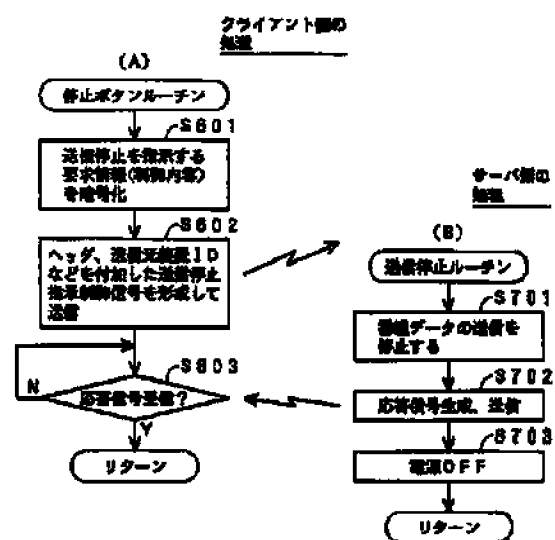 クライアント側の
処理
(A)
停止ボタンルーチン
S601
送信停止を指示する
要求情報(制御内容)
を暗号化
S602
ヘッダ、送信元装置ID
などを付加した送信停止
指示制御信号を形成して
送信
S603
応答信号受信?
N
Y
リターン
サーバ側の
処理
(B)
送信停止ルーチン
S701
番組データの送信を
停止する
S702
応答信号生成、送信
S703
電源OFF
リターン